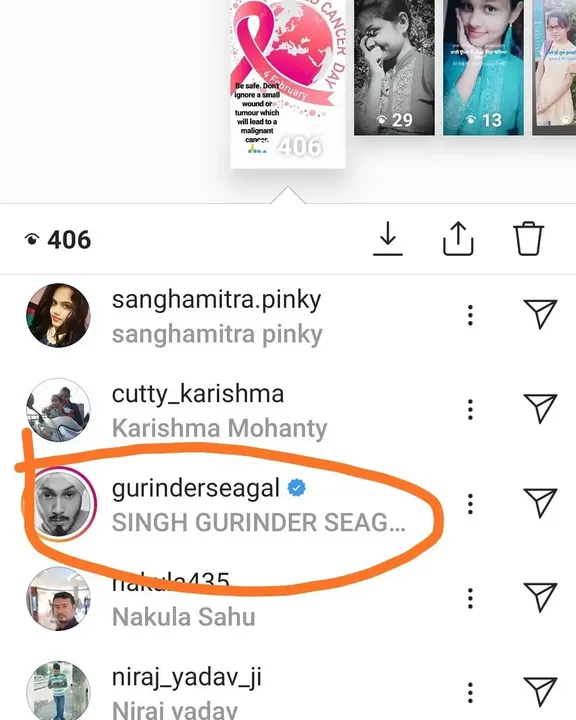 CANCER DAY
4 February
Be safe. Don't
ignore a small
wound or
tumour which
will lead to a
malignant
cancer.
406
29
13
406
sanghamitra.pinky
sanghamitra pinky
cutty_karishma
Karishma Mohanty
gurinderseagal
SINGH GURINDER SEAG...
nakula435
Nakula Sahu
niraj_yadav_ji
Niraj yadav